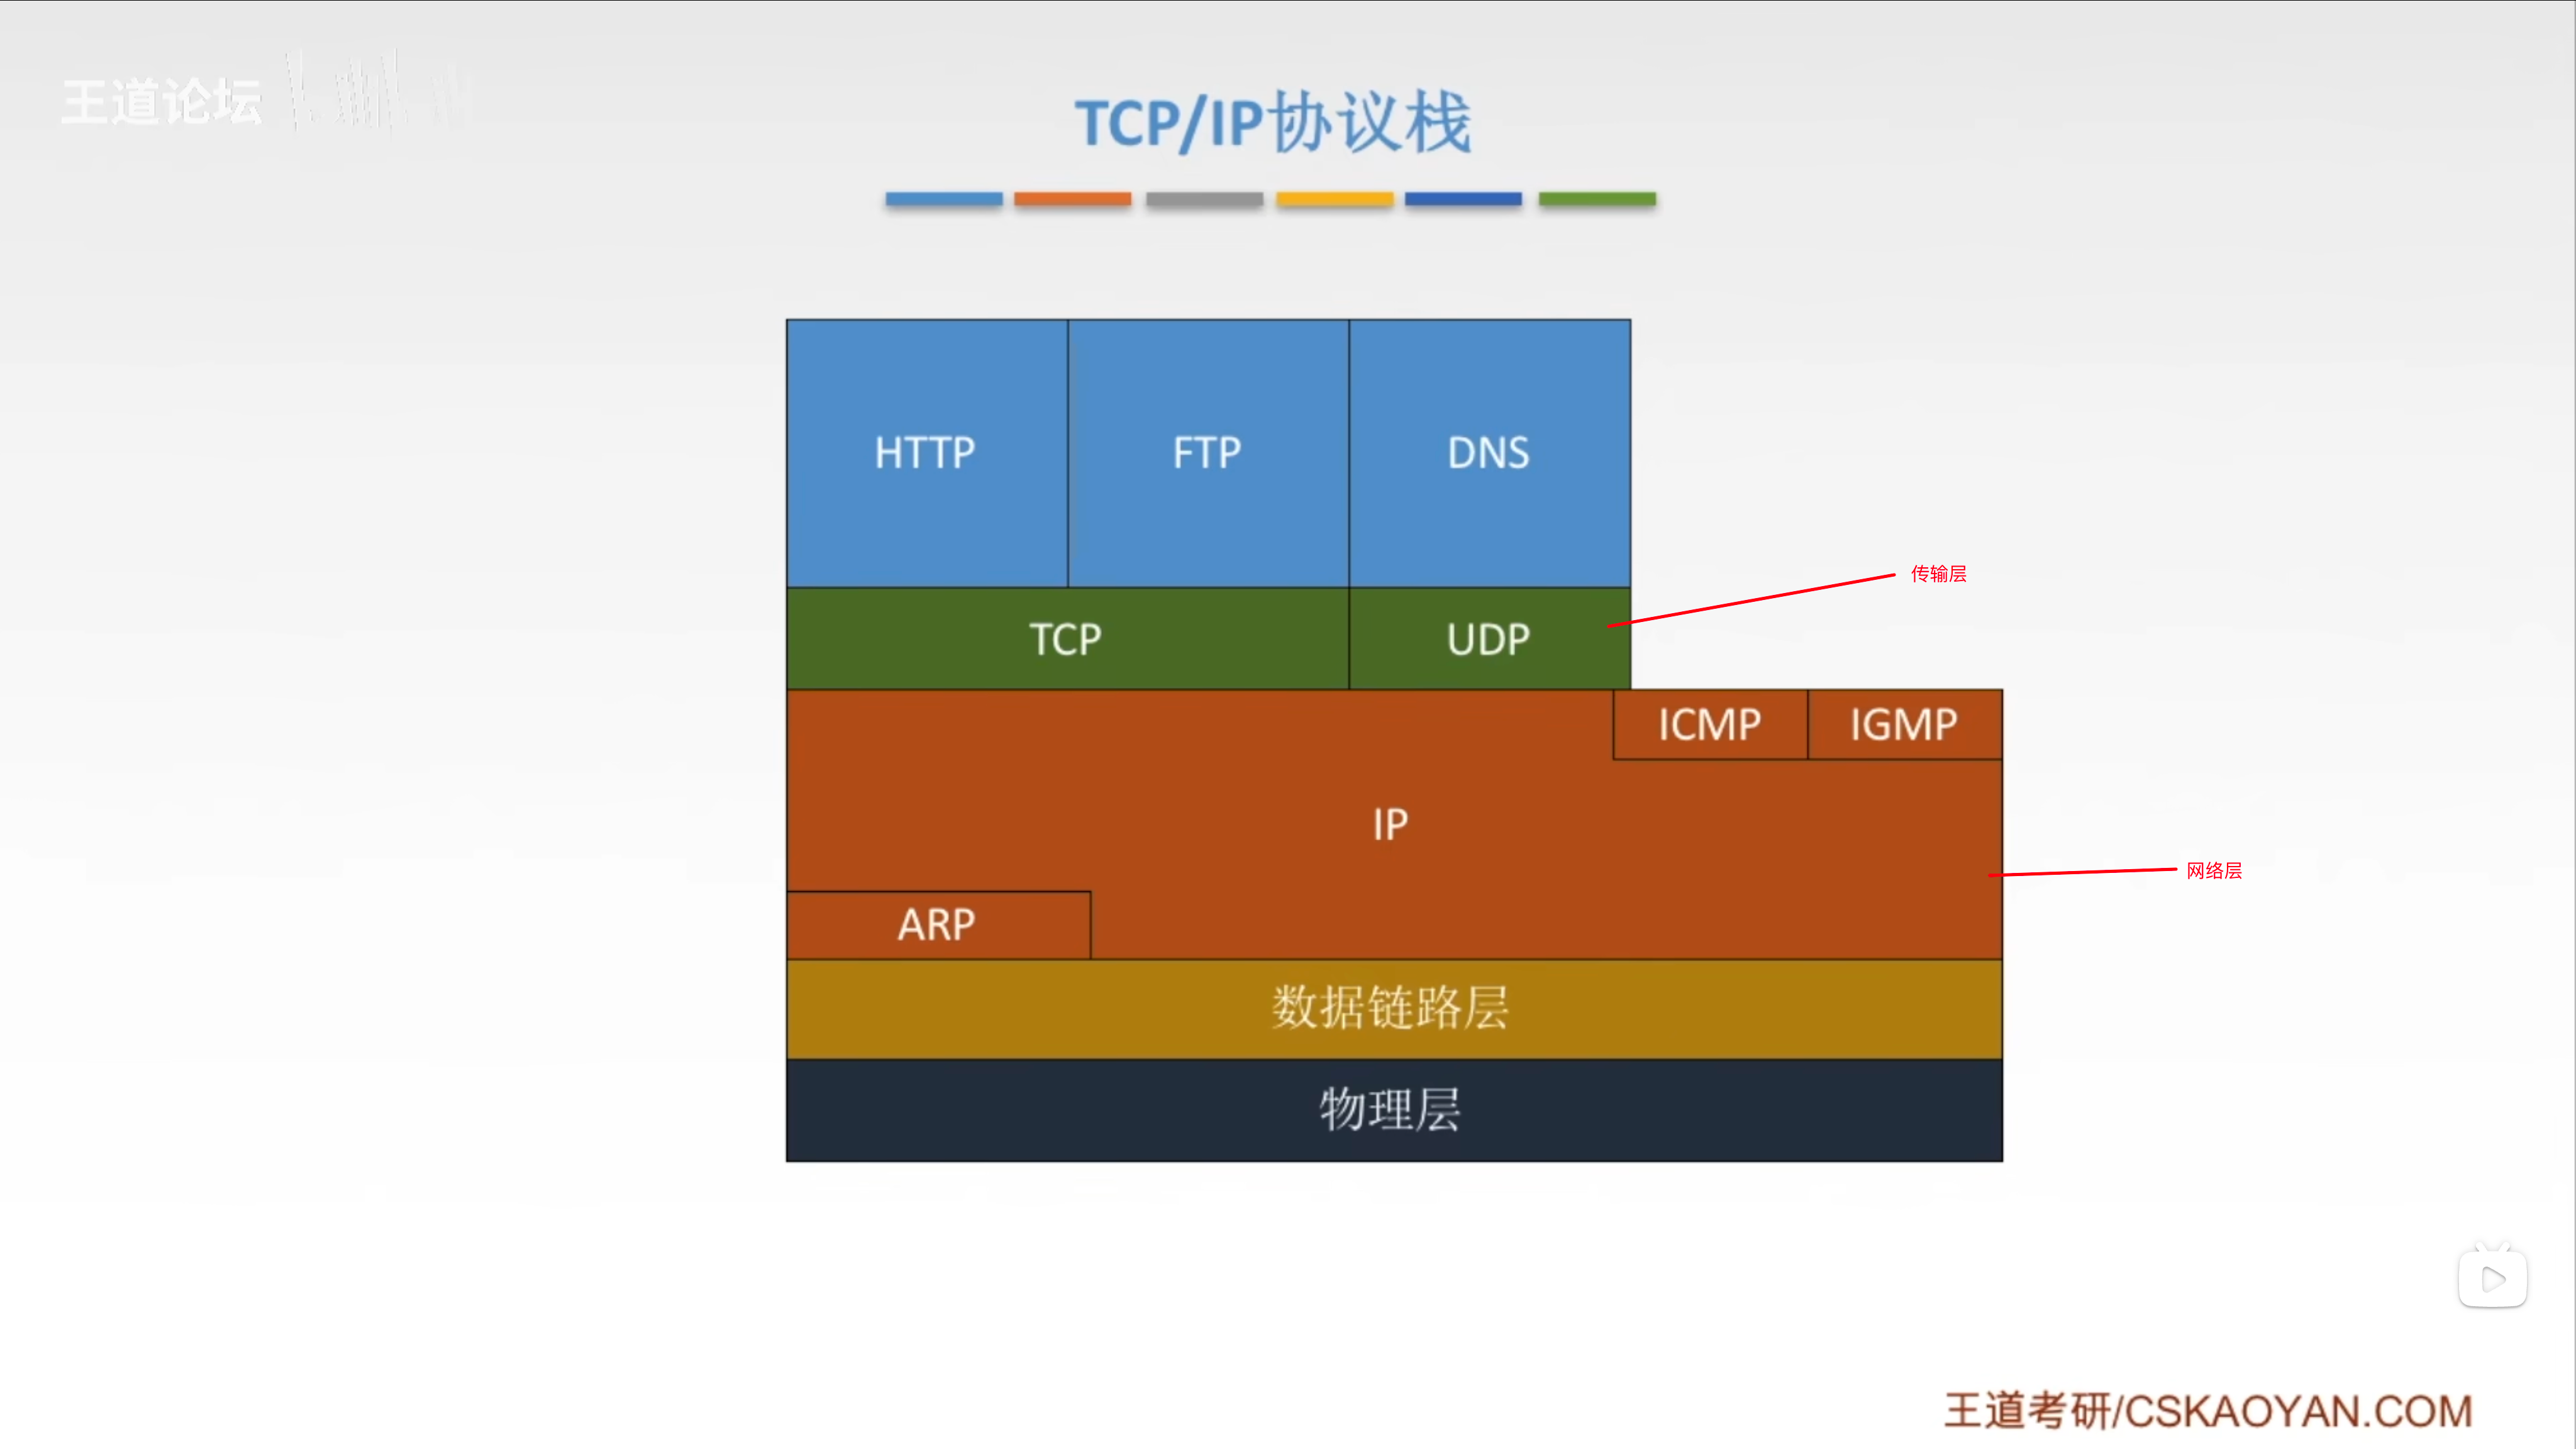 王道论坛
TCP/IP协议栈
HTTP FTP DNS
传输层
TCP UDP
ICMP IGMP
IP
网络层
ARP
数据链路层
物理层
王道考研/CSKAOYAN.COM